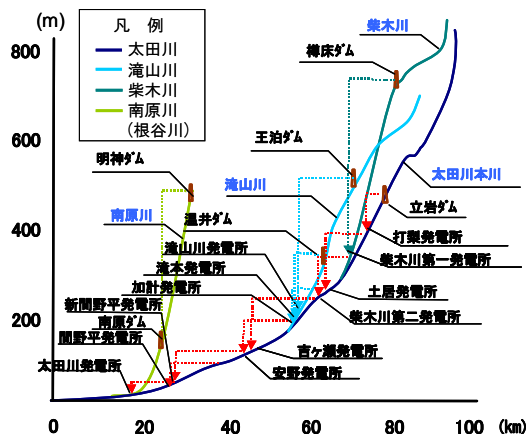 (m)
800
600
400
200
0
20
40
60
80
100
(km)
凡 例
太田川
滝山川
柴木川
南原川
(根谷川)
柴木川
樽床ﾀﾞﾑ
王泊ﾀﾞﾑ
明神ﾀﾞﾑ
太田川本川
滝山川
南原川
立岩ﾀﾞﾑ
温井ﾀﾞﾑ
打梨発電所
滝山川発電所
柴木川第一発電所
滝本発電所
加計発電所
土居発電所
新間野平発電所
柴木川第二発電所
南原ﾀﾞﾑ
間野平発電所
吉ヶ瀬発電所
太田川発電所
安野発電所